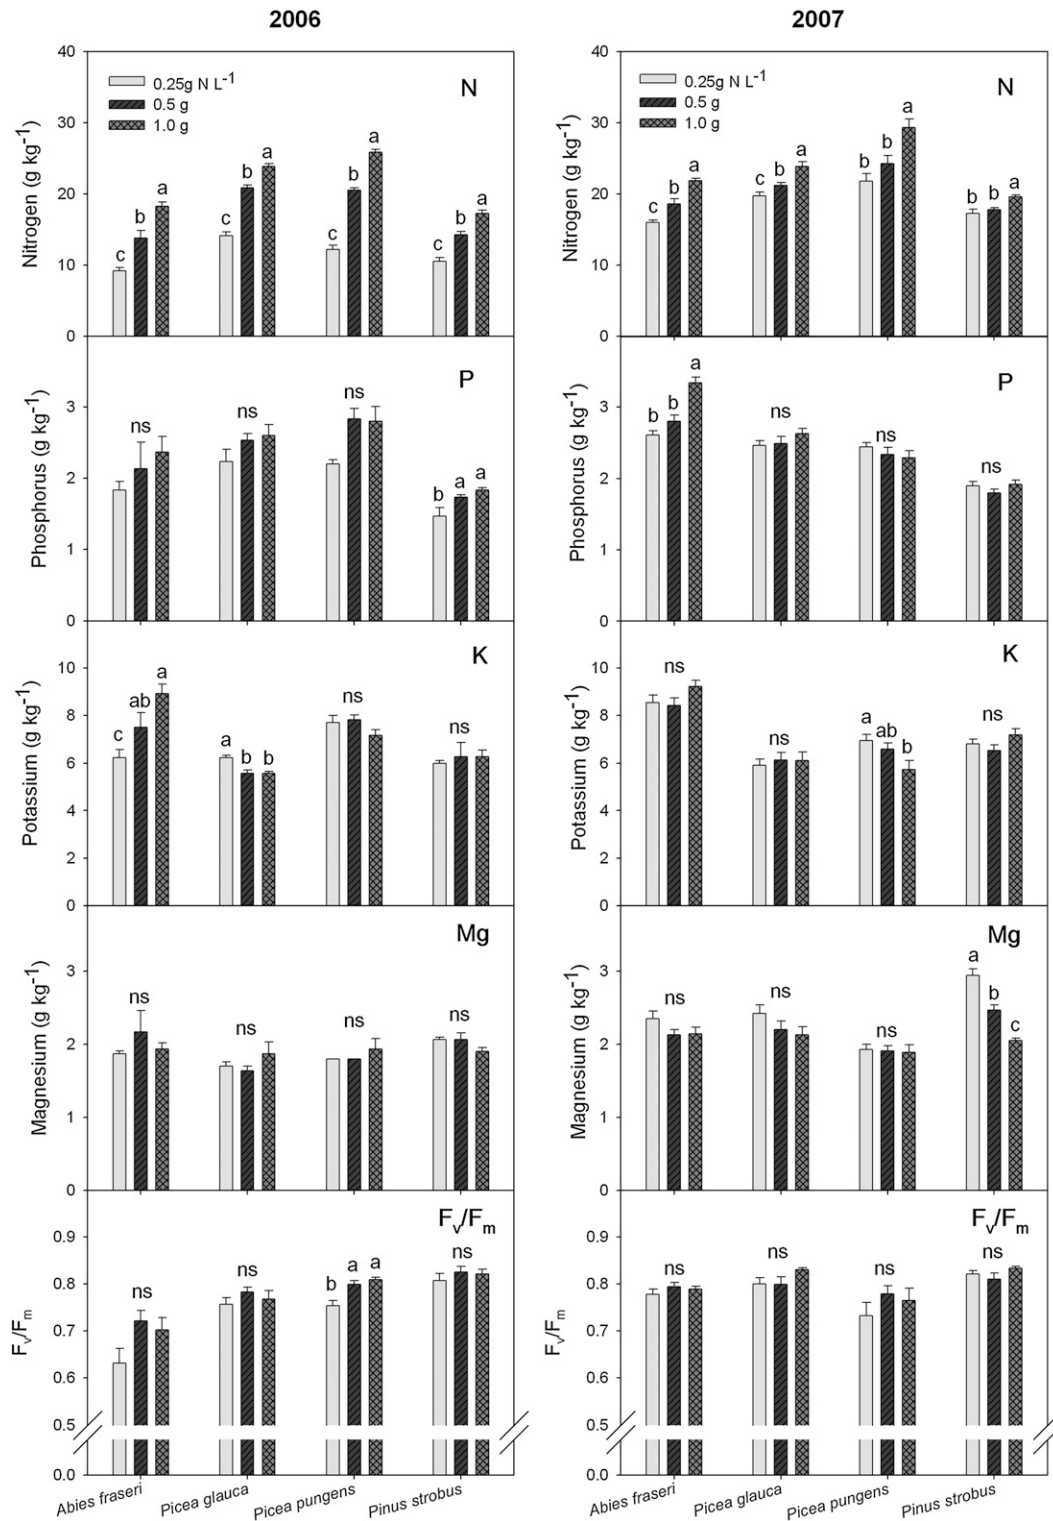 2006
2007
40
30
20
10
0
Nitrogen (g kg-1)
0.25g N L-1
0.5 g
1.0 g
N
c b a
c b a
c b a
c b a
3
2
1
0
Phosphorus (g kg-1)
P
ns
ns
ns
b a a
10
8
6
4
2
0
Potassium (g kg-1)
K
c ab a
a b b
ns
ns
3
2
1
0
Magnesium (g kg-1)
Mg
ns
ns
ns
ns
0.9
0.8
0.7
0.6
0.5
0.0
Fv/Fm
Fv/Fm
ns
ns
b a a
ns
Abies fraseri
Picea glauca
Picea pungens
Pinus strobus
40
30
20
10
0
Nitrogen (g kg-1)
0.25g N L-1
0.5 g
1.0 g
N
c b a
c b a
b b a
b b a
3
2
1
0
Phosphorus (g kg-1)
P
b b a
ns
ns
ns
10
8
6
4
2
0
Potassium (g kg-1)
K
ns
ns
a ab b
ns
3
2
1
0
Magnesium (g kg-1)
Mg
ns
ns
ns
a b c
0.9
0.8
0.7
0.6
0.5
0.0
Fv/Fm
Fv/Fm
ns
ns
ns
ns
Abies fraseri
Picea glauca
Picea pungens
Pinus strobus